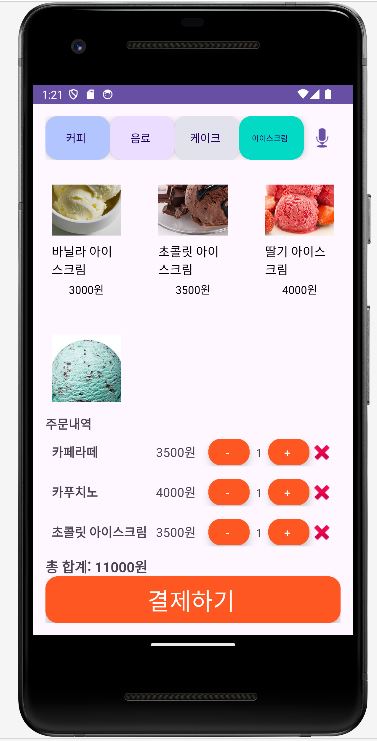 1:21
커피 음료 케이크 아이스크림
바닐라 아이 초콜릿 아이 딸기 아이스
스크림 스크림 크림
3000원 3500원 4000원
주문내역
카페라떼 3500원 - 1 +
카푸치노 4000원 - 1 +
초콜릿 아이스크림 3500원 - 1 +
총 합계: 11000원
결제하기